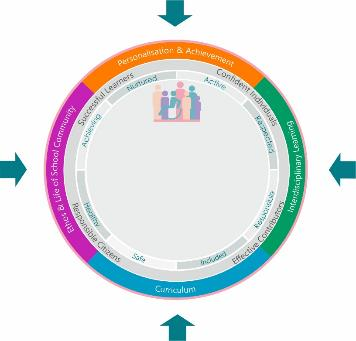 Personalisation & Achievement
Successful Learners
Confident Individuals
Nurtured
Active
Achieving
Respected
Ethos & Life of School Community
Interdisciplinary Learning
Healthy
Responsible
Responsible Citizens
Effective Contributors
Safe
Included
Curriculum